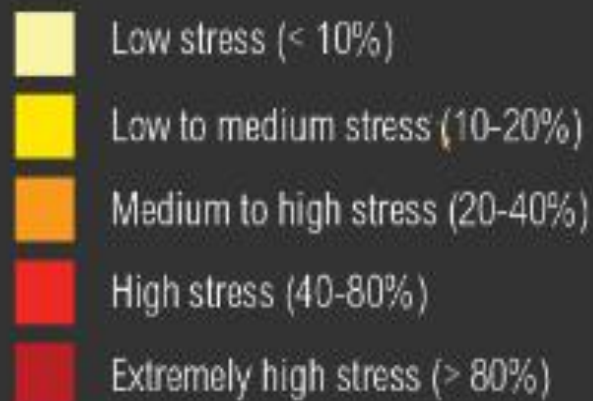 Low stress (< 10%)
Low to medium stress (10-20%)
Medium to high stress (20-40%)
High stress (40-80%)
Extremely high stress (> 80%)